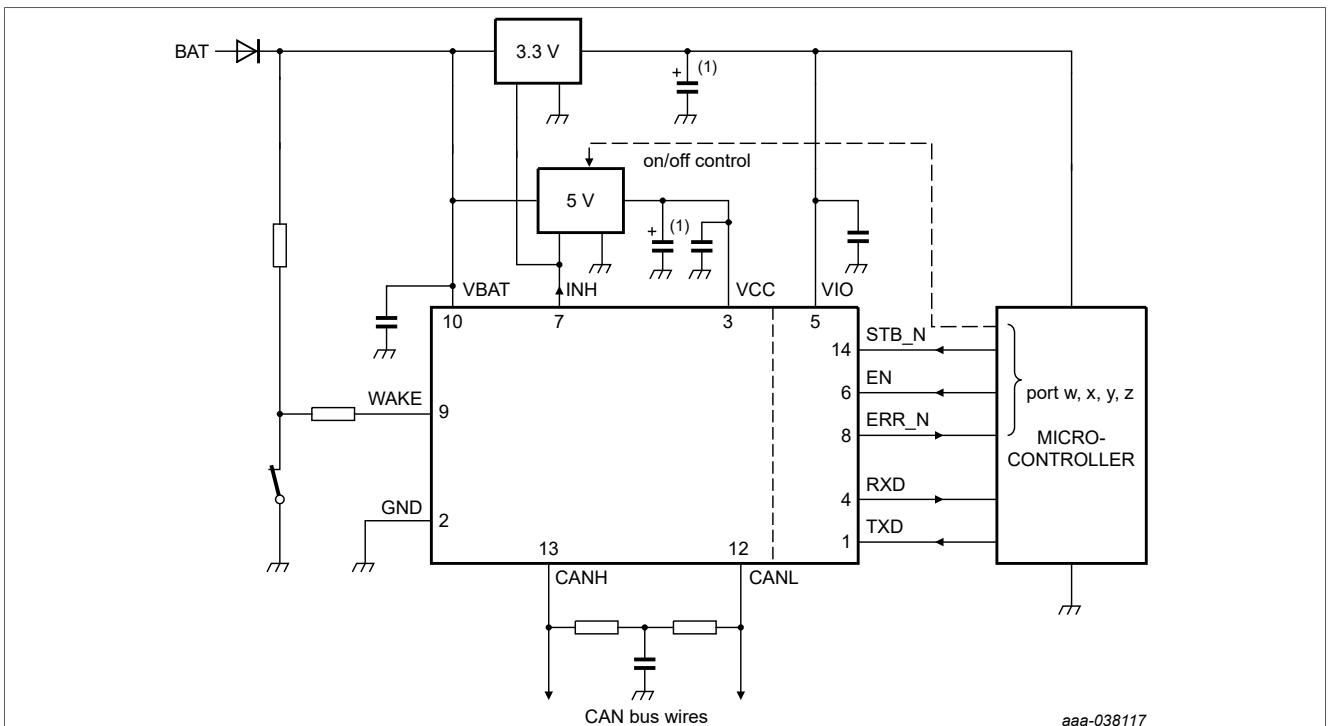 BAT
3.3 V
+
(1)
on/off control
5 V
+
(1)
VBAT
INH
VCC
VIO
10
7
3
5
STB_N
14
EN
6
port w, x, y, z
WAKE
9
ERR_N
8
MICRO-
CONTROLLER
RXD
4
GND
2
TXD
1
13
12
CANH
CANL
CAN bus wires
aaa-038117